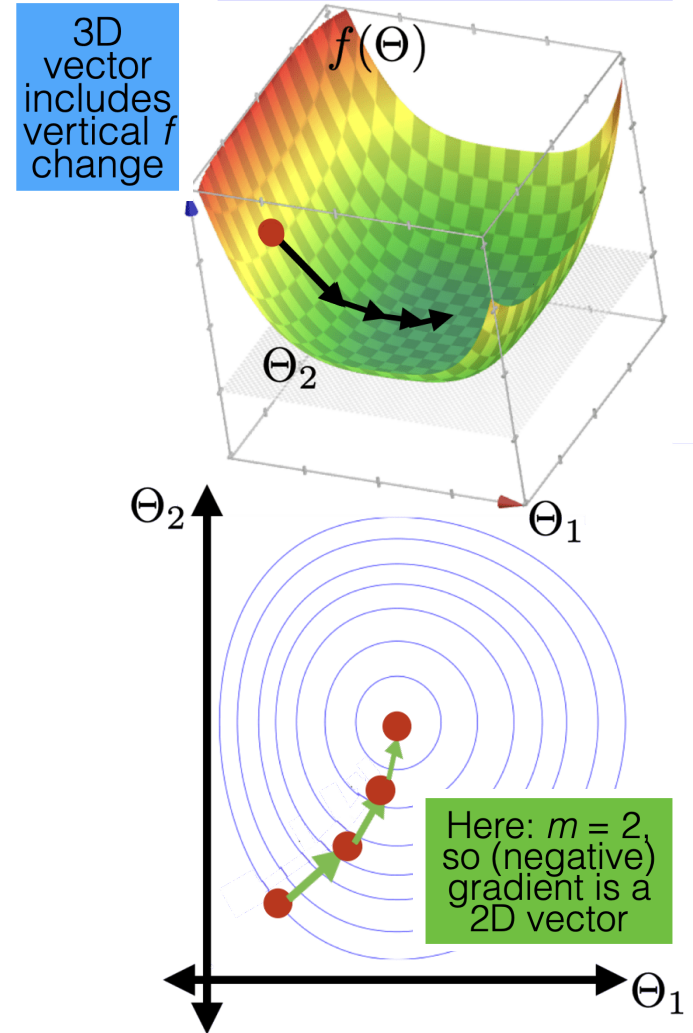 3D
vector
includes
vertical f
change
f(Θ)
Θ₂
Θ₁
Θ₂
Here: m = 2,
so (negative)
gradient is a
2D vector
Θ₁